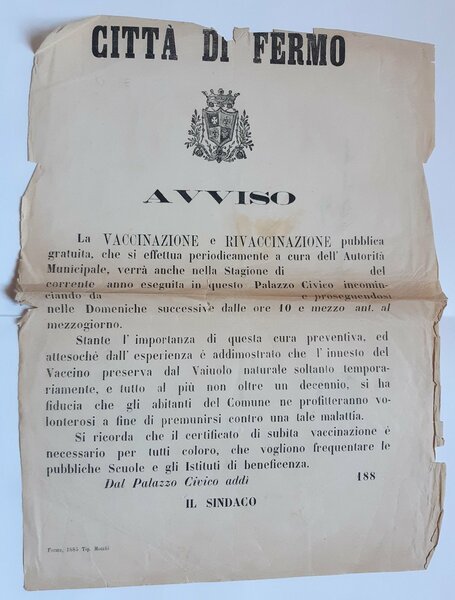 CITTÀ DI FERMO
AVVISO
La VACCINAZIONE e RIVACCINAZIONE pubblica
gratuita, che si effettua periodicamente a cura dell' Autorità
Municipale, verrà anche nella Stagione di del
corrente anno eseguita in questo Palazzo Civico incomin-
ciando da e proseguendosi
nelle Domeniche successive dalle ore 10 e mezzo ant. al
mezzogiorno.
Stante l'importanza di questa cura preventiva, ed
attesochè dall'esperienza è addimostrato che l'innesto del
Vaccino preserva dal Vaiuolo naturale soltanto tempora-
riamente, e tutto al più non oltre un decennio, si ha
fiducia che gli abitanti del Comune ne profitteranno vo-
lonterosi a fine di premunirsi contro una tale malattia.
Si ricorda che il certificato di subita vaccinazione è
necessario per tutti coloro, che vogliono frequentare le
pubbliche Scuole e gli Istituti di beneficenza.
Dal Palazzo Civico addì 188
IL SINDACO
Fermo, 1885 Tip. Mecchi